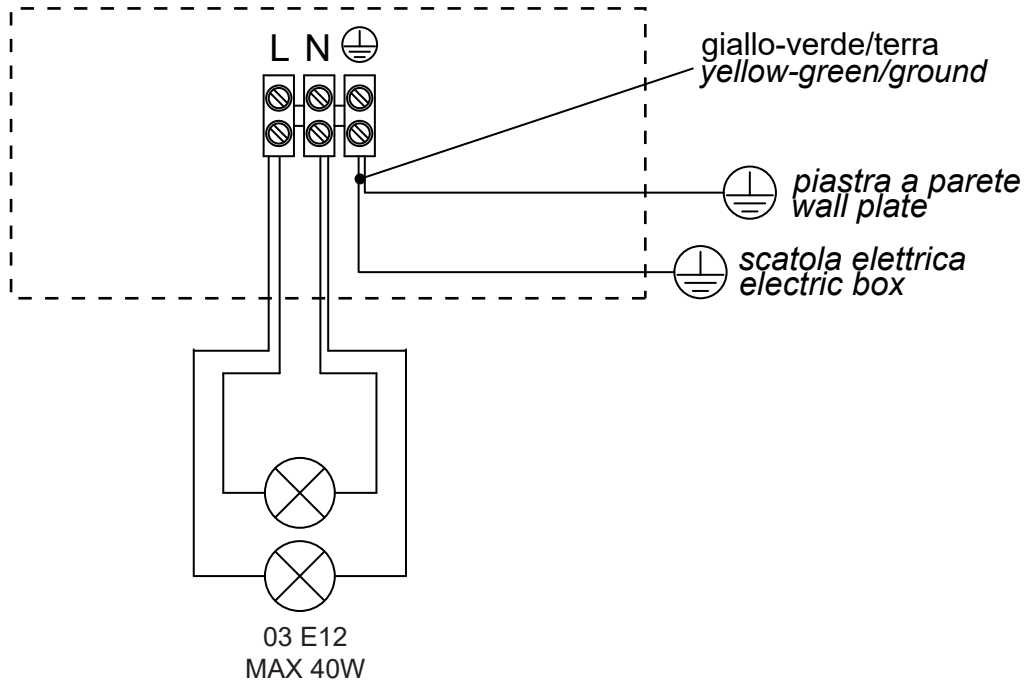 L N
giallo-verde/terra
yellow-green/ground
piastra a parete
wall plate
scatola elettrica
electric box
03 E12
MAX 40W